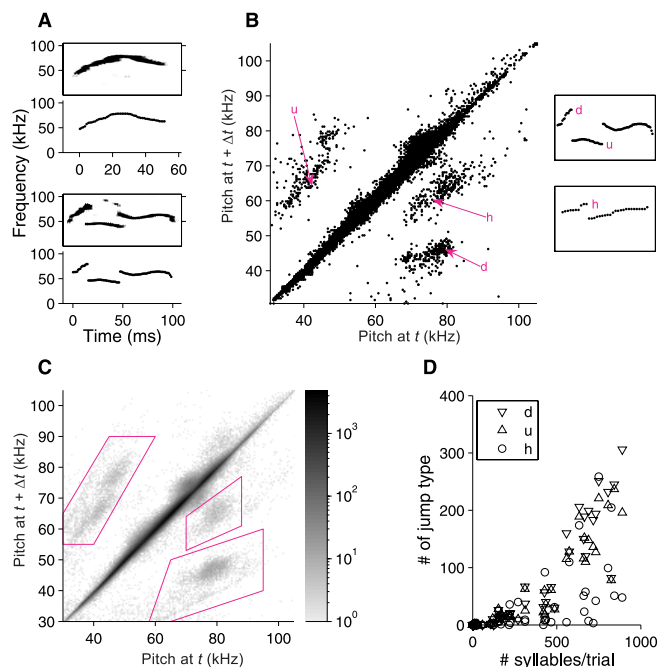 A
100
50
100
50
0
0 50
Frequency (kHz)
100
50
100
50
0
0 50 100
Time (ms)
B
100
90
80
70
60
50
40
Pitch at t + Δt (kHz)
40 60 80 100
Pitch at t (kHz)
u
h
d
d
u
h
C
100
90
80
70
60
50
40
30
Pitch at t + Δt (kHz)
40 60 80 100
Pitch at t (kHz)
10³
10²
10¹
10⁰
D
400
300
200
100
0
# of jump type
d
u
h
0 500 1000
# syllables/trial